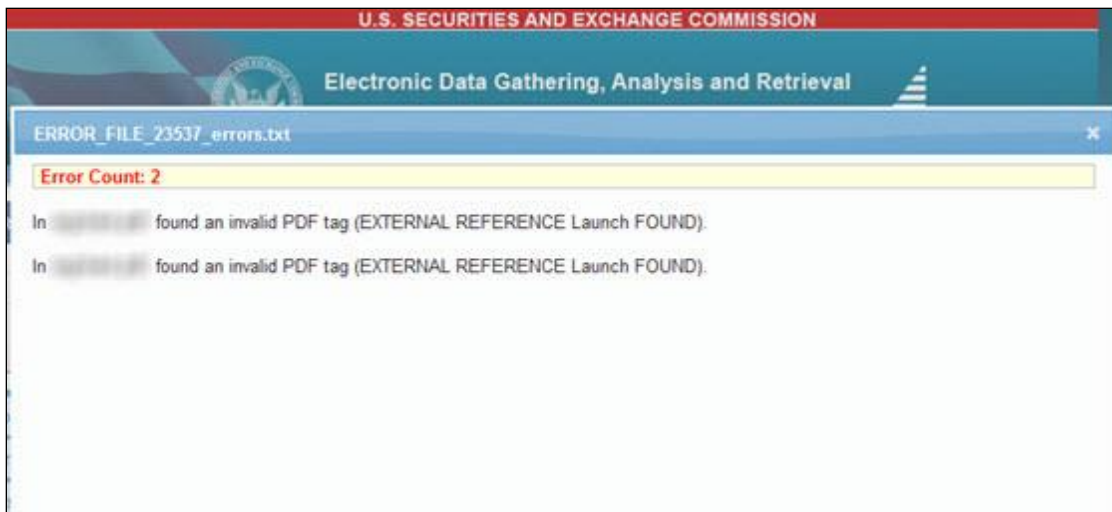 U.S. SECURITIES AND EXCHANGE COMMISSION
Electronic Data Gathering, Analysis and Retrieval
ERROR_FILE_23537_errors.txt
Error Count: 2
In found an invalid PDF tag (EXTERNAL REFERENCE Launch FOUND).
In found an invalid PDF tag (EXTERNAL REFERENCE Launch FOUND).